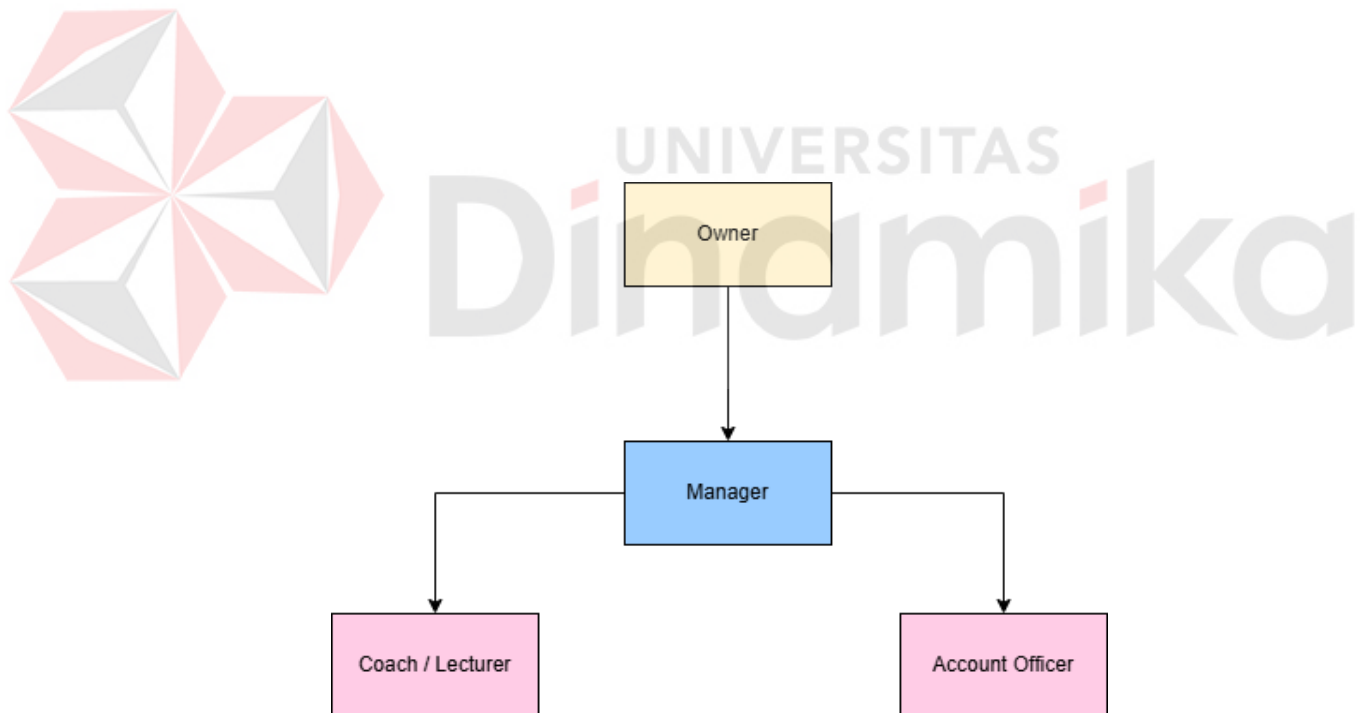 UNIVERSITAS
Dinamika
Owner
Manager
Coach / Lecturer
Account Officer